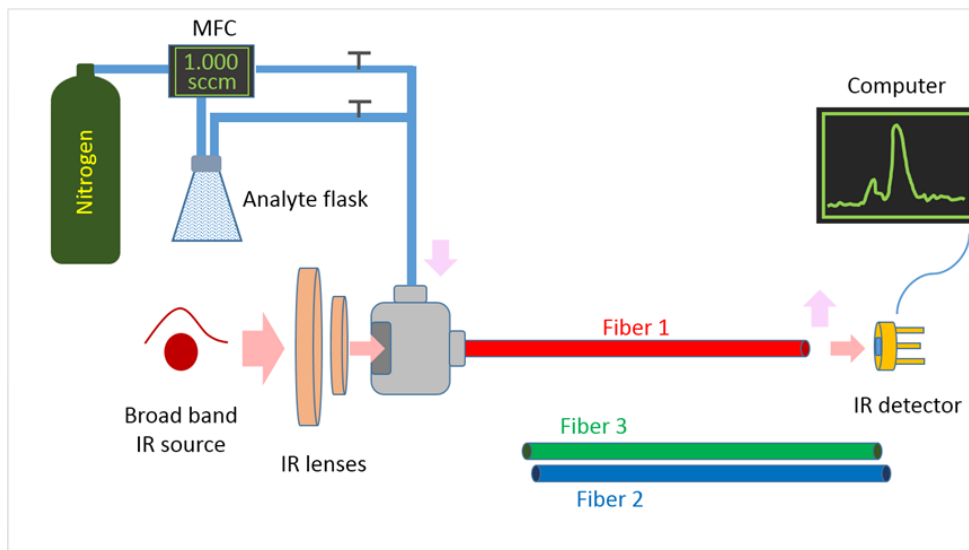 MFC
1.000
sccm
Nitrogen
Analyte flask
Computer
Fiber 1
Broad band
IR source
IR lenses
IR detector
Fiber 3
Fiber 2